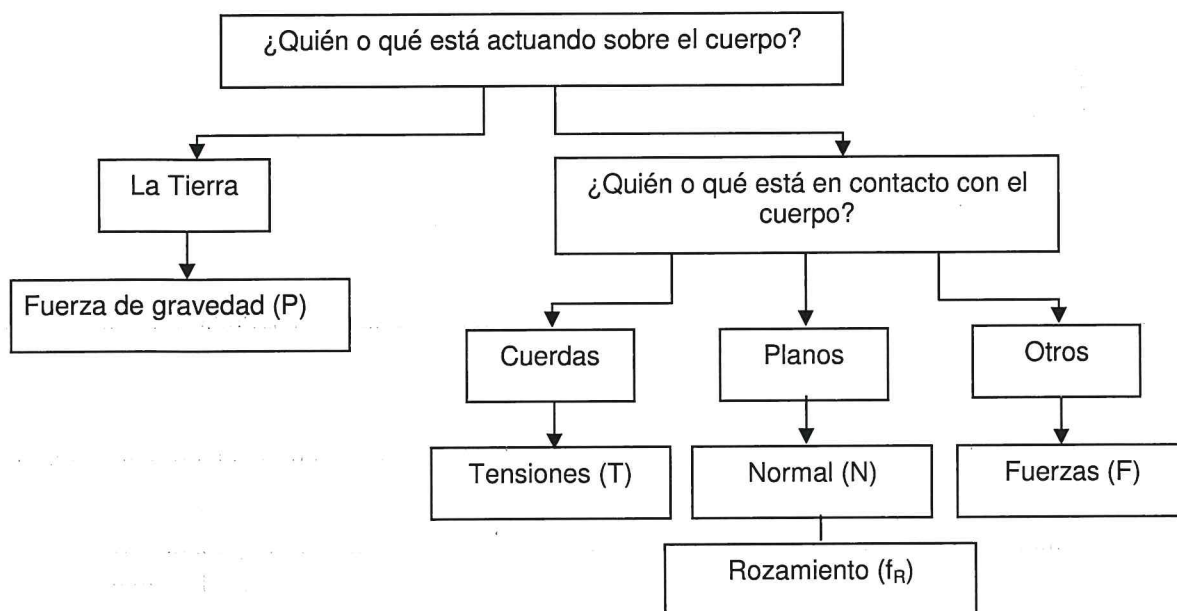 ¿Quién o qué está actuando sobre el cuerpo?
La Tierra
¿Quién o qué está en contacto con el
cuerpo?
Fuerza de gravedad (P)
Cuerdas
Planos
Otros
Tensiones (T)
Normal (N)
Fuerzas (F)
Rozamiento (fR)